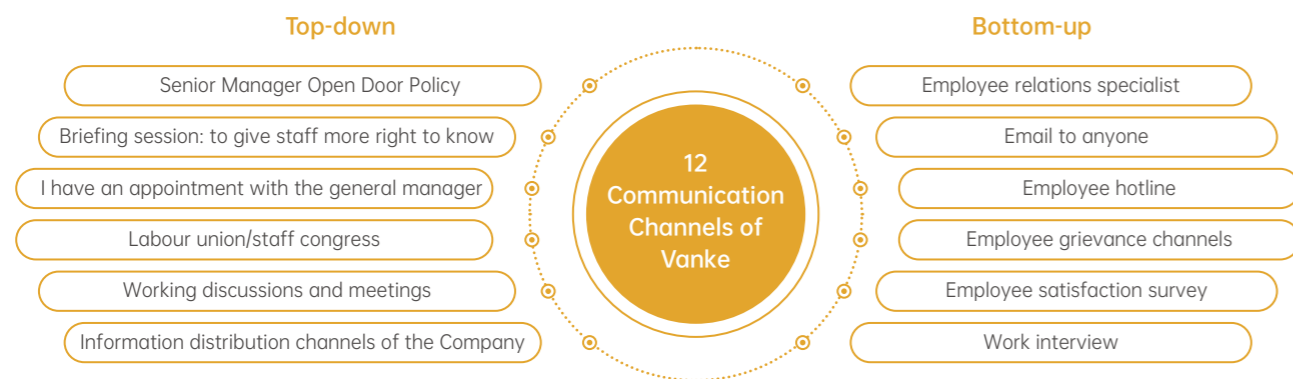 Top-down
Senior Manager Open Door Policy
Briefing session: to give staff more right to know
I have an appointment with the general manager
Labour union/staff congress
Working discussions and meetings
Information distribution channels of the Company
12
Communication
Channels of
Vanke
Bottom-up
Employee relations specialist
Email to anyone
Employee hotline
Employee grievance channels
Employee satisfaction survey
Work interview